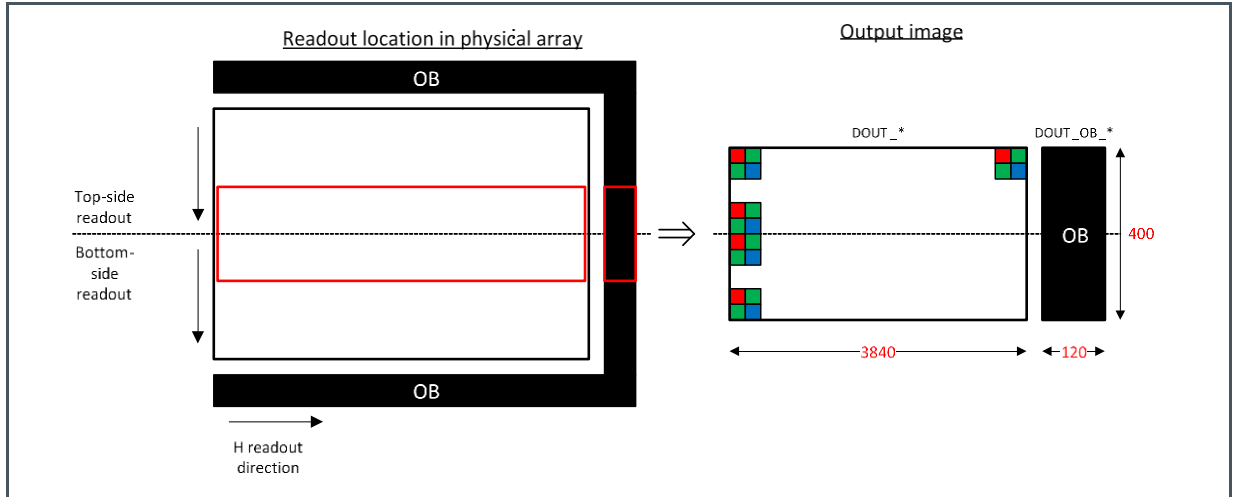 Readout location in physical array
OB
Top-side
readout
Bottom-
side
readout
OB
H readout
direction
Output image
DOUT_*
DOUT_OB_*
OB
400
3840
120